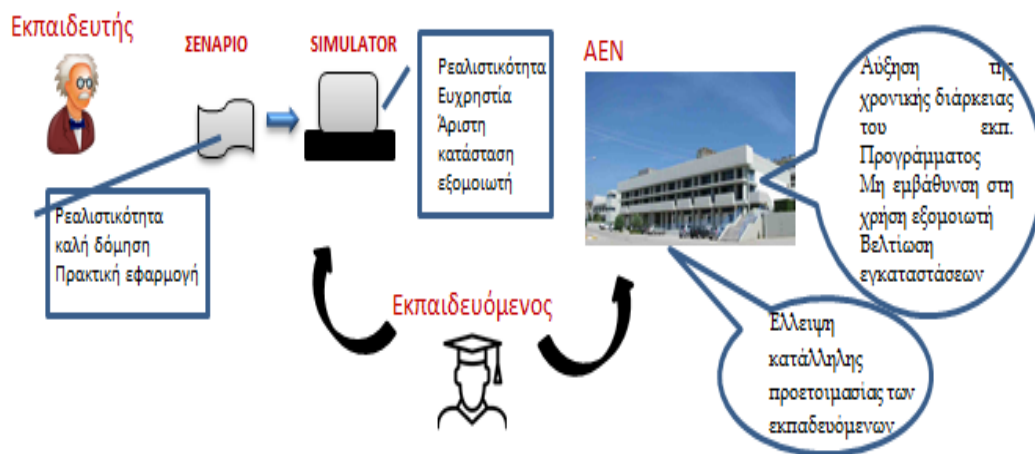 Εκπαιδευτής
ΣΕΝΑΡΙΟ
SIMULATOR
ΑΕΝ
Ρεαλιστικότητα
Ευχρηστία
Άριστη
κατάσταση
εξομοιωτή
Αύξηση της
χρονικής διάρκειας
του εκπ.
Προγράμματος
Μη εμβάθυνση στη
χρήση εξομοιωτή
Βελτίωση
εγκαταστάσεων
Ρεαλιστικότητα
καλή δόμηση
Πρακτική εφαρμογή
Εκπαιδευόμενος
Έλλειψη
κατάλληλης
προετοιμασίας των
εκπαδευόμενων